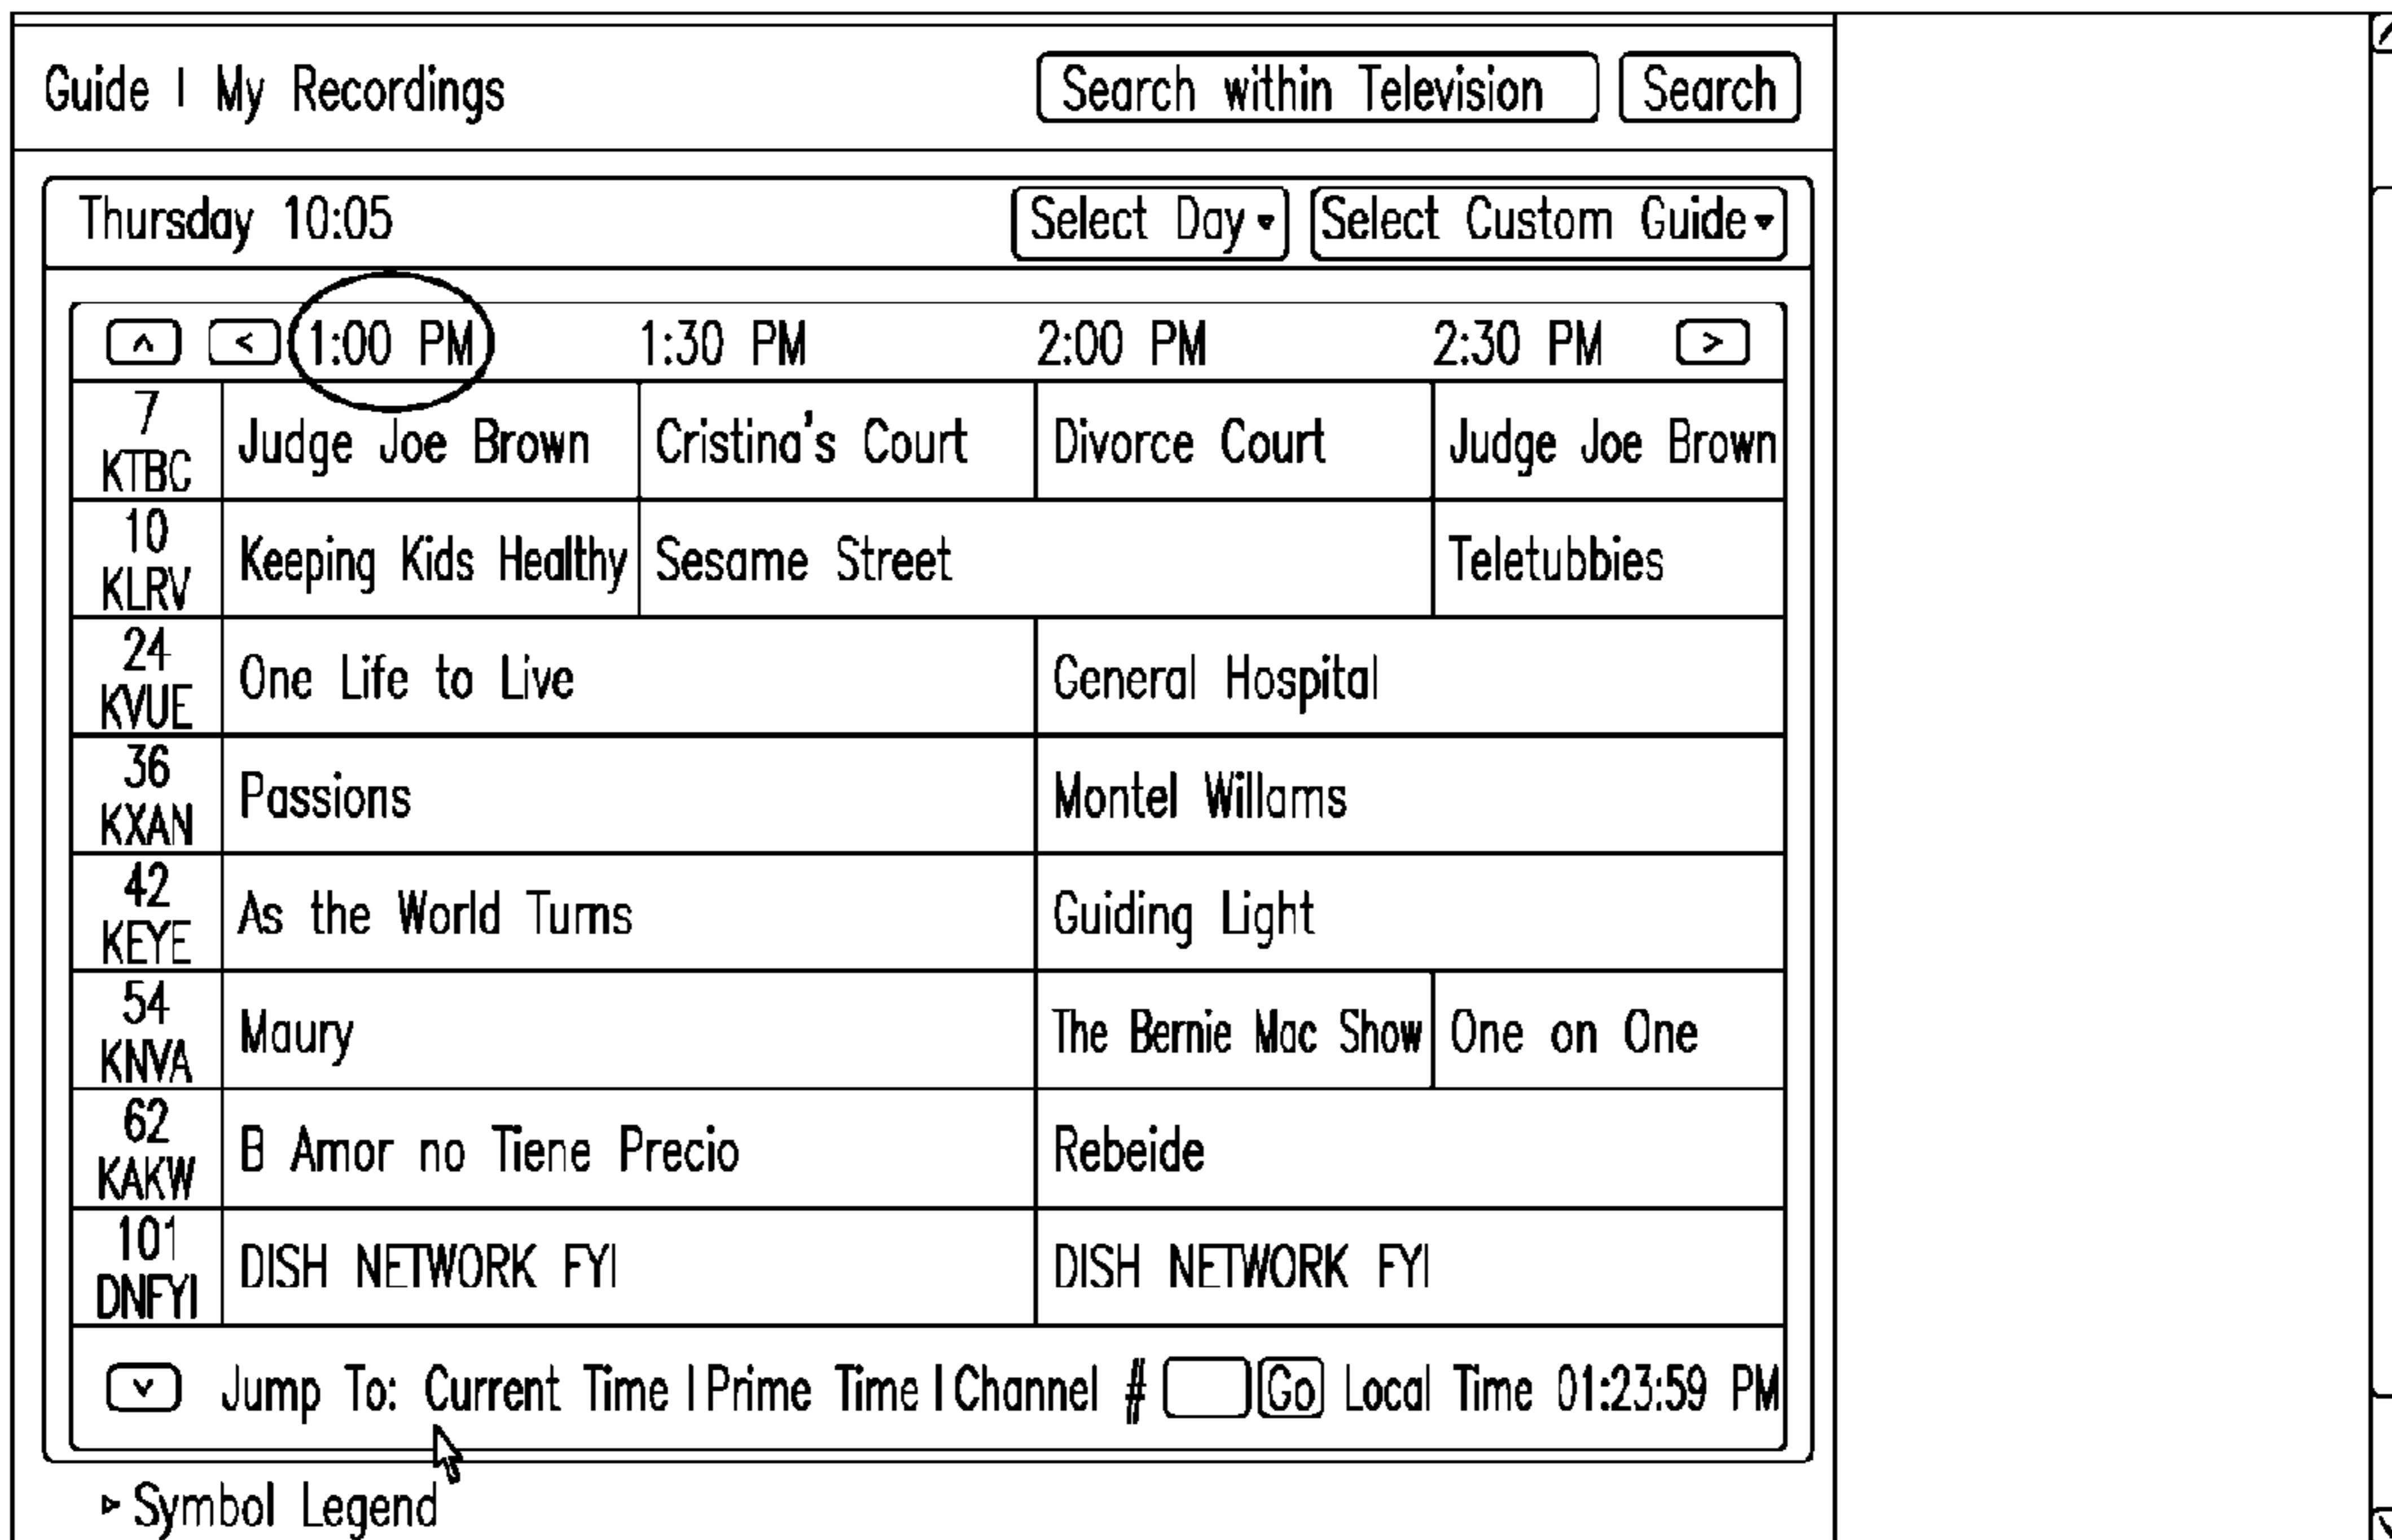 Guide | My Recordings Search within Television Search
Thursday 10:05 Select Day Select Custom Guide
^ < 1:00 PM 1:30 PM 2:00 PM 2:30 PM >
7 KTBC Judge Joe Brown Cristina's Court Divorce Court Judge Joe Brown
10 KLRV Keeping Kids Healthy Sesame Street Teletubbies
24 KVUE One Life to Live General Hospital
36 KXAN Passions Montel Willams
42 KEYE As the World Turns Guiding Light
54 KNVA Maury The Bernie Mac Show One on One
62 KAKW B Amor no Tiene Precio Rebeide
101 DNFYI DISH NETWORK FYI DISH NETWORK FYI
Jump To: Current Time | Prime Time | Channel # Go Local Time 01:23:59 PM
Symbol Legend